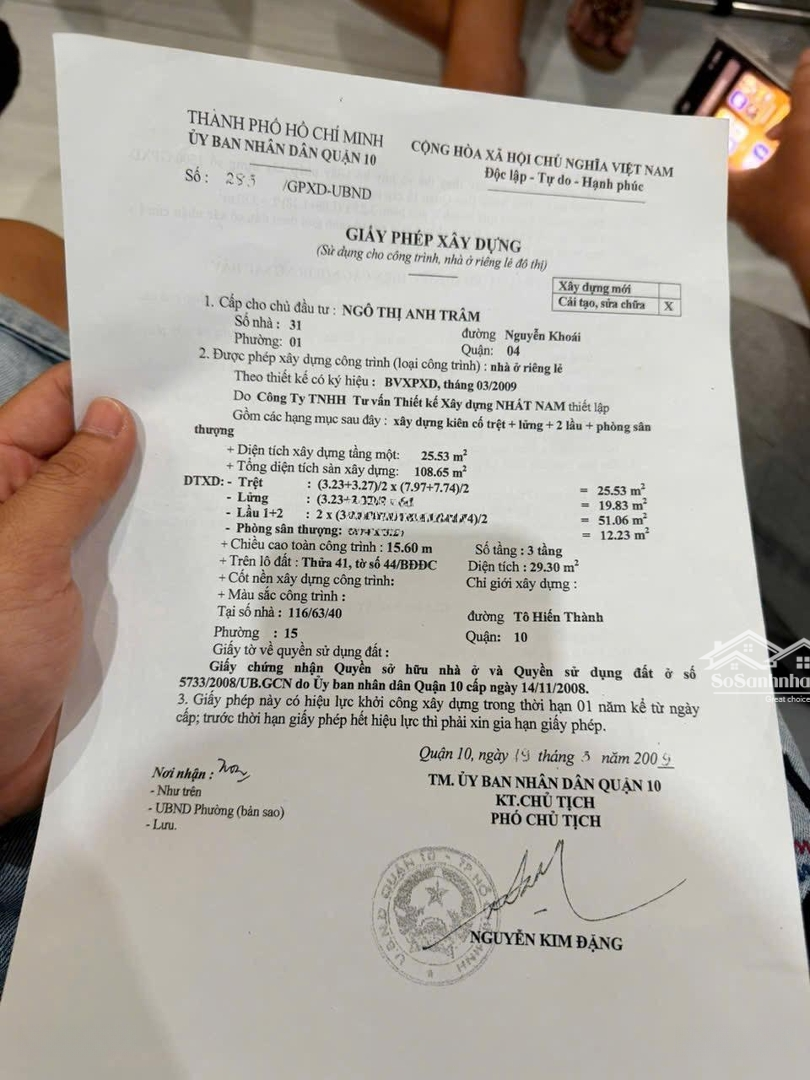 THÀNH PHỐ HỒ CHÍ MINH
ỦY BAN NHÂN DÂN QUẬN 10
Số : 283 /GPXD-UBND
CỘNG HÒA XÃ HỘI CHỦ NGHĨA VIỆT NAM
Độc lập - Tự do - Hạnh phúc
GIẤY PHÉP XÂY DỰNG
(Sử dụng cho công trình, nhà ở riêng lẻ đô thị)
Xây dựng mới
Cải tạo, sửa chữa X
1. Cấp cho chủ đầu tư : NGÔ THỊ ANH TRÂM
Số nhà : 31 đường Nguyễn Khoái
Phường: 01 Quận: 04
2. Được phép xây dựng công trình (loại công trình) : nhà ở riêng lẻ
Theo thiết kế có ký hiệu : BVXPXD, tháng 03/2009
Do Công Ty TNHH Tư vấn Thiết kế Xây dựng NHẤT NAM thiết lập
Gồm các hạng mục sau đây : xây dựng kiên cố trệt + lửng + 2 lầu + phòng sân
thượng
+ Diện tích xây dựng tầng một: 25.53 m²
+ Tổng diện tích sàn xây dựng: 108.65 m²
DTXD: - Trệt : (3.23+3.27)/2 x (7.97+7.74)/2 = 25.53 m²
- Lửng : (3.23+ = 19.83 m²
- Lầu 1+2 : 2 x (3 4)/2 = 51.06 m²
- Phòng sân thượng: = 12.23 m²
+ Chiều cao toàn công trình : 15.60 m Số tầng : 3 tầng
+ Trên lô đất : Thửa 41, tờ số 44/BĐĐC Diện tích : 29.30 m²
+ Cốt nền xây dựng công trình: Chỉ giới xây dựng :
+ Màu sắc công trình :
Tại số nhà : 116/63/40 đường Tô Hiến Thành
Phường : 15 Quận: 10
Giấy tờ về quyền sử dụng đất :
Giấy chứng nhận Quyền sở hữu nhà ở và Quyền sử dụng đất ở số
5733/2008/UB.GCN do Ủy ban nhân dân Quận 10 cấp ngày 14/11/2008.
3. Giấy phép này có hiệu lực khởi công xây dựng trong thời hạn 01 năm kể từ ngày
cấp; trước thời hạn giấy phép hết hiệu lực thì phải xin gia hạn giấy phép.
Quận 10, ngày 19 tháng 3 năm 2009
Nơi nhận :
- Như trên
- UBND Phường (bản sao)
- Lưu.
TM. ỦY BAN NHÂN DÂN QUẬN 10
KT.CHỦ TỊCH
PHÓ CHỦ TỊCH
U.B.N.D QUẬN 10 - T.P HỒ CHÍ MINH
NGUYỄN KIM ĐẶNG
SoSanhnha
Great choice